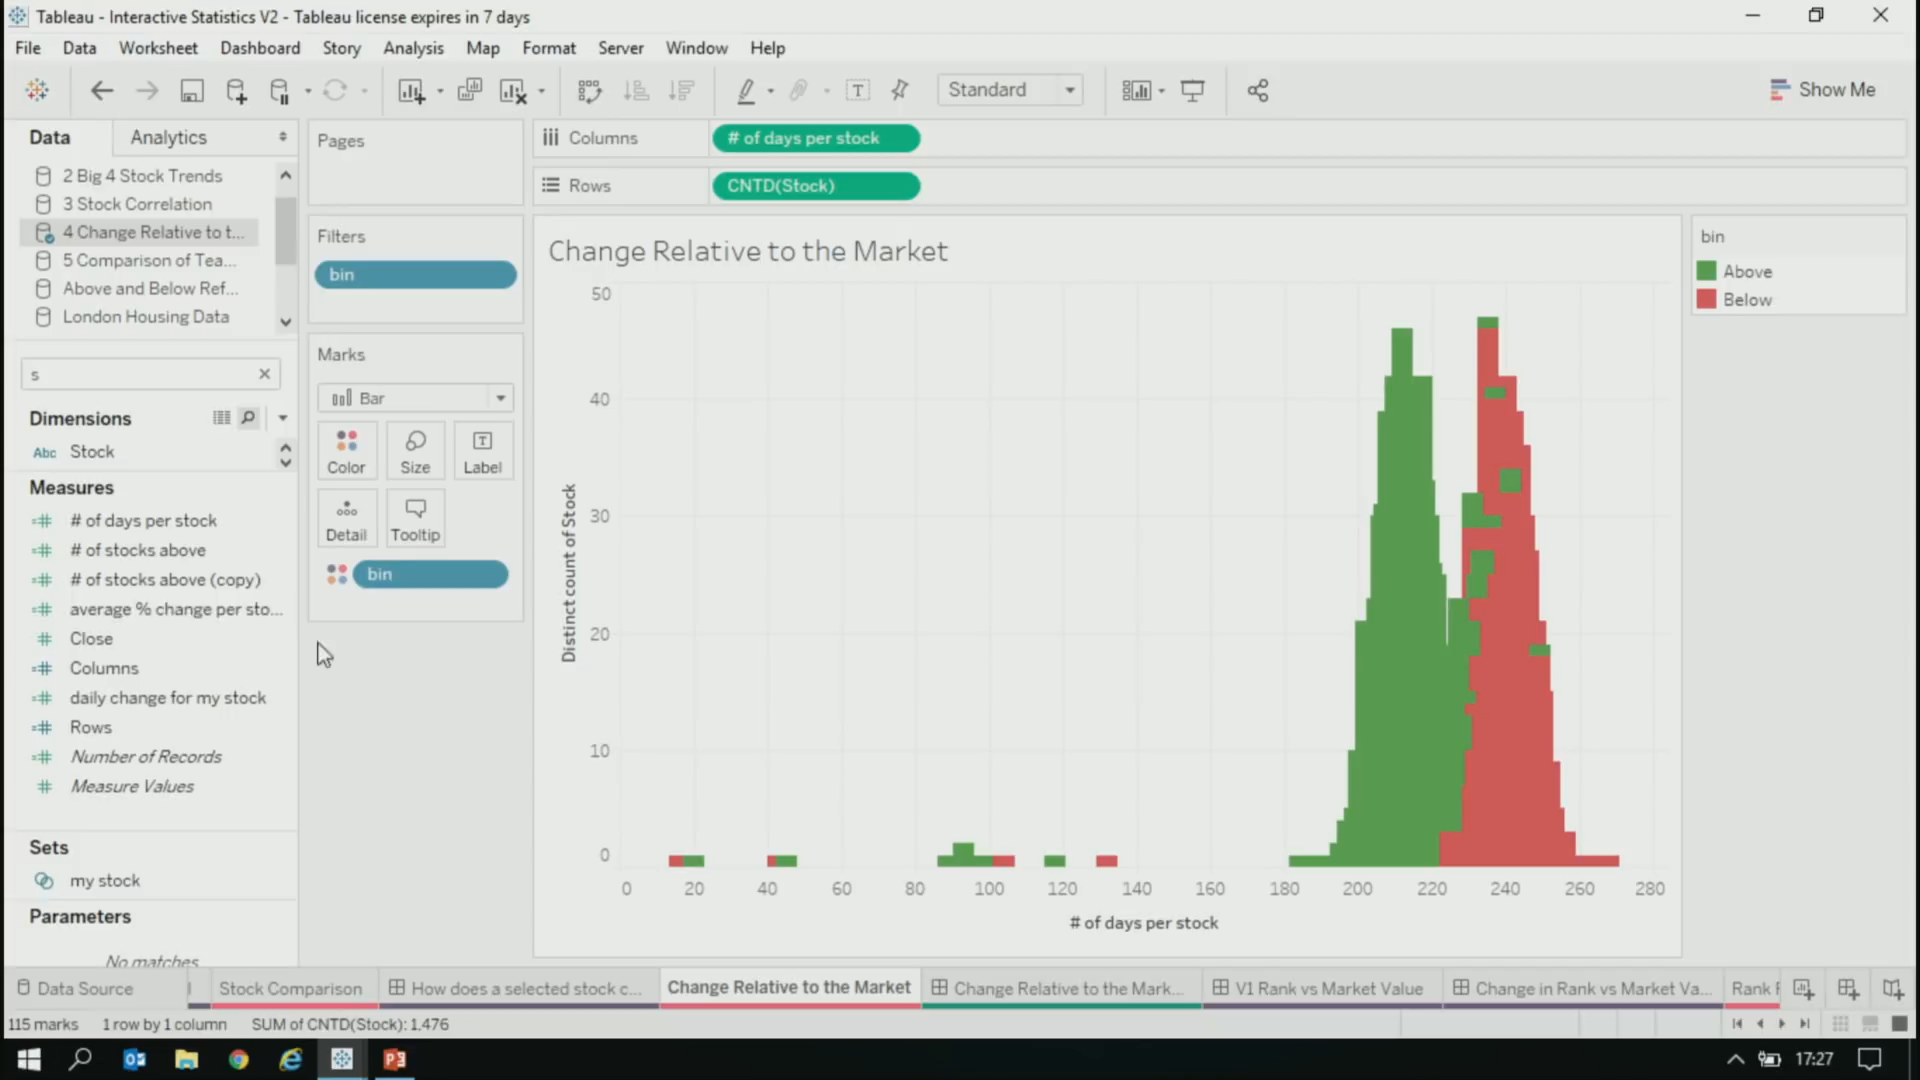 Tableau - Interactive Statistics V2 - Tableau license expires in 7 days
File Data Worksheet Dashboard Story Analysis Map Format Server Window Help
Standard
Show Me
Data
Analytics
2 Big 4 Stock Trends
3 Stock Correlation
4 Change Relative to t...
5 Comparison of Tea...
Above and Below Ref...
London Housing Data
s
Dimensions
Abc Stock
Measures
# of days per stock
# of stocks above
# of stocks above (copy)
average % change per sto...
Close
Columns
daily change for my stock
Rows
Number of Records
Measure Values
Sets
my stock
Parameters
No matches
Pages
Filters
bin
Marks
Bar
Color
Size
Label
Detail
Tooltip
bin
Columns
# of days per stock
Rows
CNTD(Stock)
Change Relative to the Market
50
40
30
20
10
0
Distinct count of Stock
0 20 40 60 80 100 120 140 160 180 200 220 240 260 280
# of days per stock
bin
Above
Below
Data Source
Stock Comparison
How does a selected stock c...
Change Relative to the Market
Change Relative to the Mark...
V1 Rank vs Market Value
Change in Rank vs Market Va...
115 marks
1 row by 1 column
SUM of CNTD(Stock): 1,476
17:27